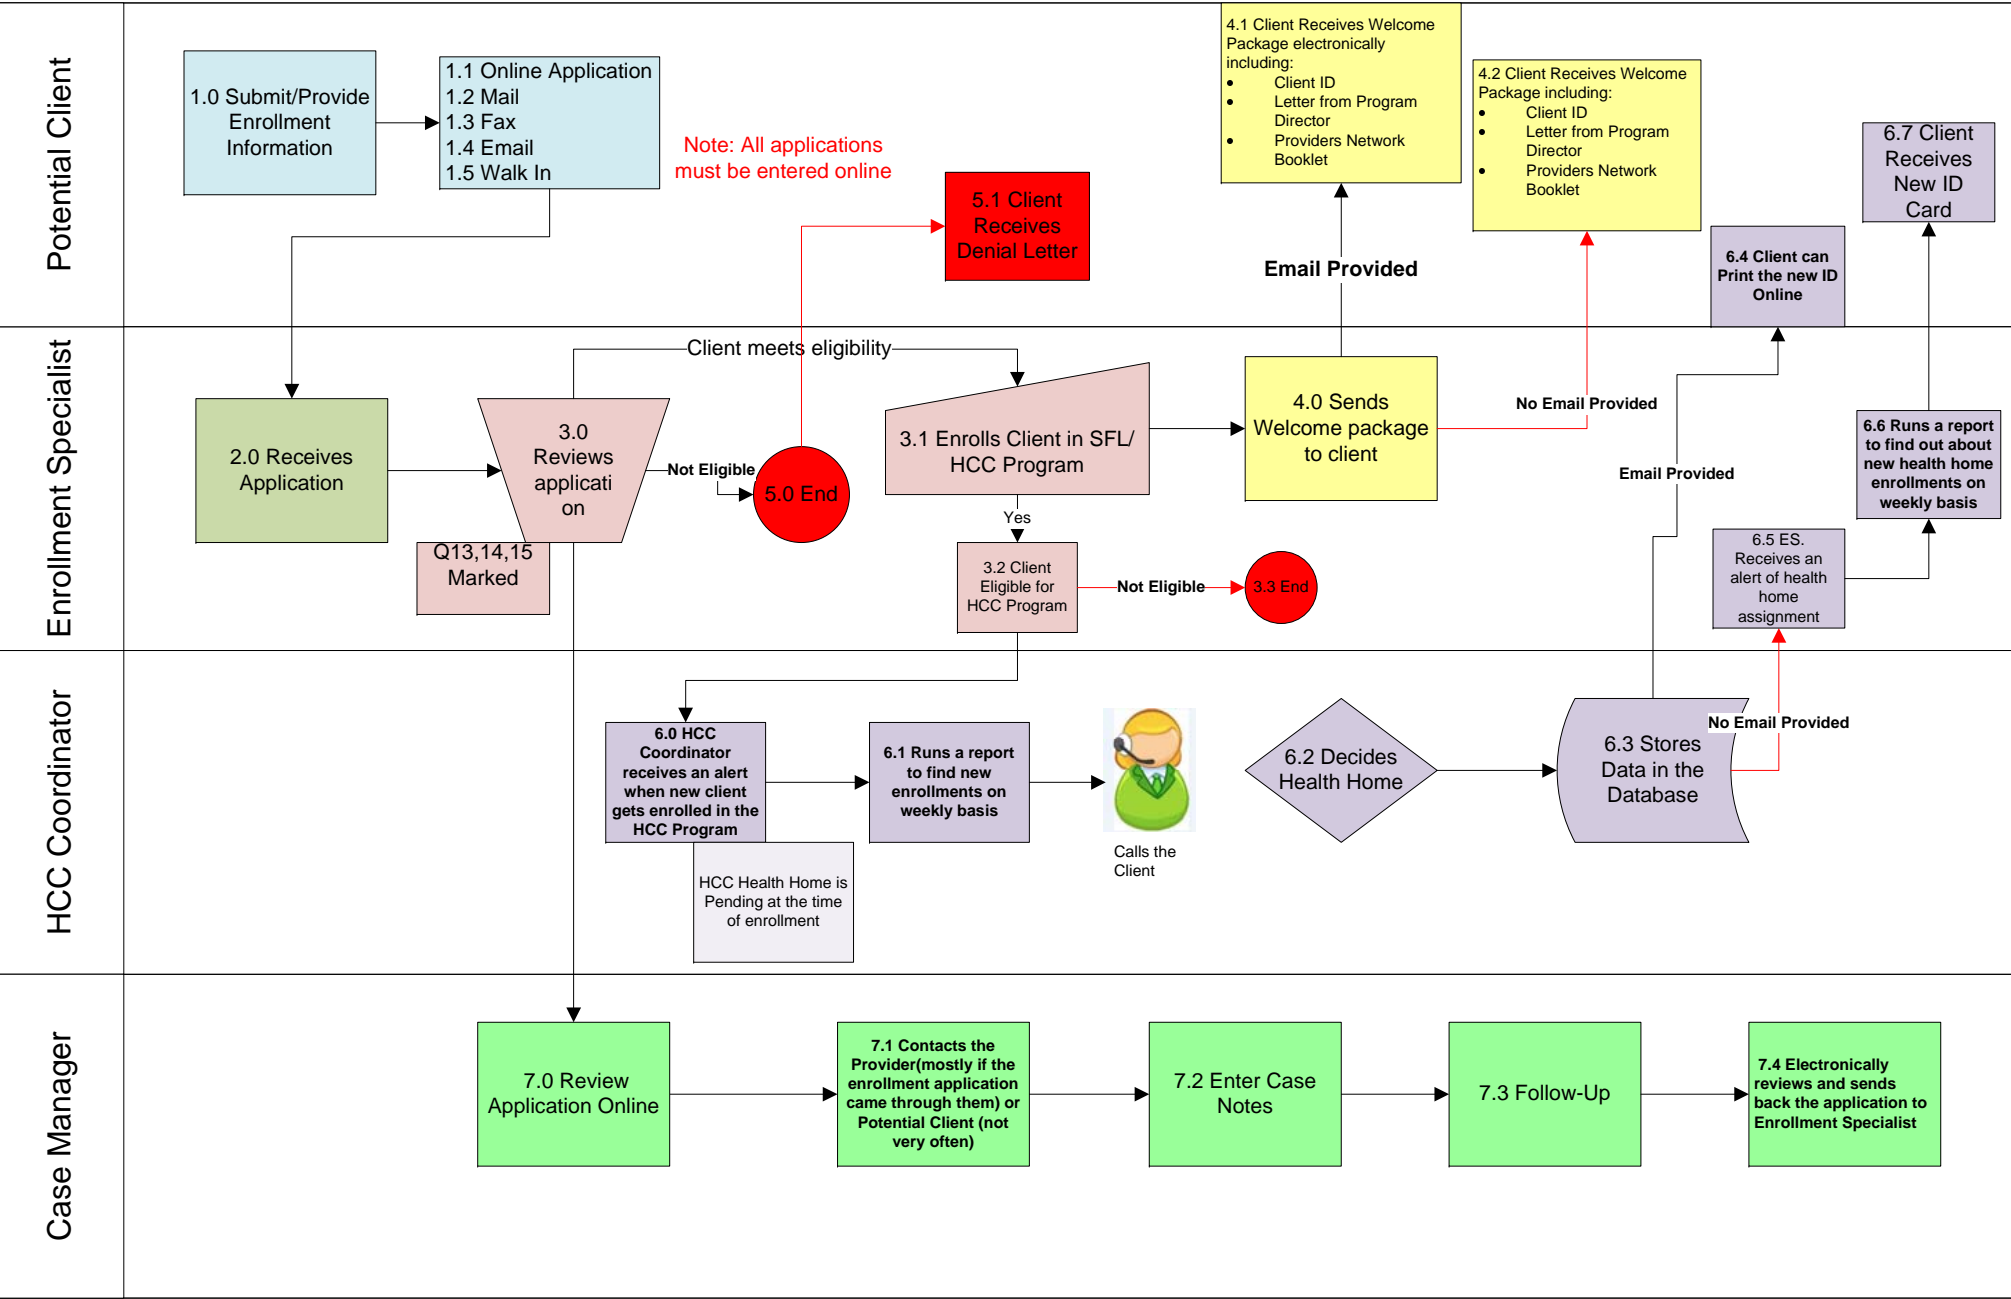 Potential Client
1.0 Submit/Provide
Enrollment
Information
1.1 Online Application
1.2 Mail
1.3 Fax
1.4 Email
1.5 Walk In
Note: All applications
must be entered online
5.1 Client
Receives
Denial Letter
4.1 Client Receives Welcome
Package electronically
including:
• Client ID
• Letter from Program
Director
• Providers Network
Booklet
4.2 Client Receives Welcome
Package including:
• Client ID
• Letter from Program
Director
• Providers Network
Booklet
6.7 Client
Receives
New ID
Card
6.4 Client can
Print the new ID
Online
Email Provided
Enrollment Specialist
Client meets eligibility
2.0 Receives
Application
3.0
Reviews
applicati
on
Q13,14,15
Marked
Not Eligible
5.0 End
3.1 Enrolls Client in SFL/
HCC Program
Yes
3.2 Client
Eligible for
HCC Program
Not Eligible
3.3 End
4.0 Sends
Welcome package
to client
No Email Provided
Email Provided
6.6 Runs a report
to find out about
new health home
enrollments on
weekly basis
6.5 ES.
Receives an
alert of health
home
assignment
HCC Coordinator
6.0 HCC
Coordinator
receives an alert
when new client
gets enrolled in the
HCC Program
HCC Health Home is
Pending at the time
of enrollment
6.1 Runs a report
to find new
enrollments on
weekly basis
Calls the
Client
6.2 Decides
Health Home
6.3 Stores
Data in the
Database
No Email Provided
Case Manager
7.0 Review
Application Online
7.1 Contacts the
Provider(mostly if the
enrollment application
came through them) or
Potential Client (not
very often)
7.2 Enter Case
Notes
7.3 Follow-Up
7.4 Electronically
reviews and sends
back the application to
Enrollment Specialist